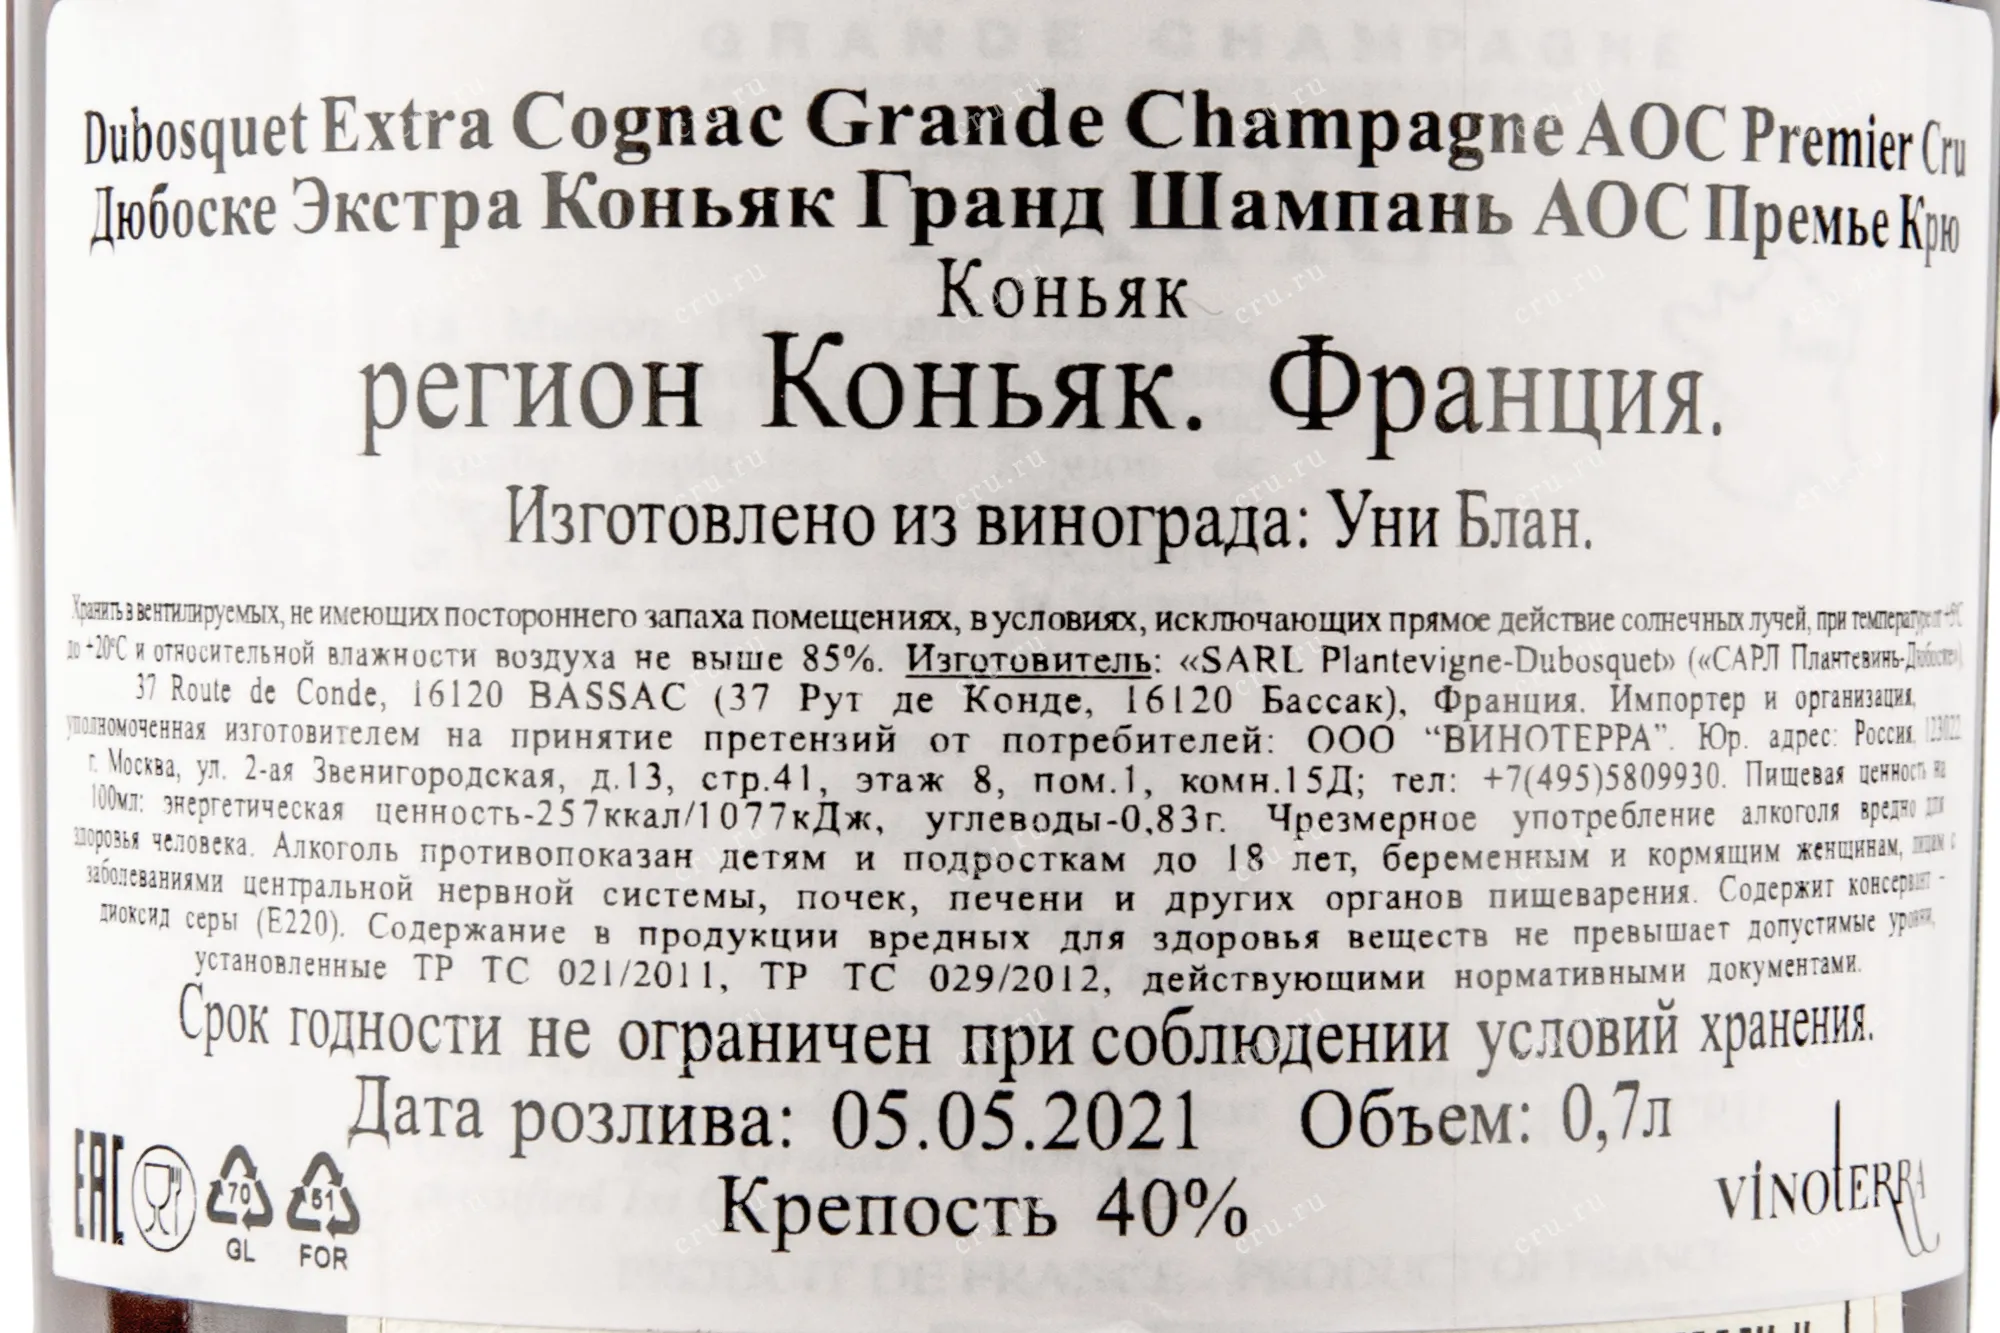 Dubosquet Extra Cognac Grande Champagne AOC Premier Cru
Дюбоске Экстра Коньяк Гранд Шампань АОС Премье Крю
Коньяк
регион Коньяк. Франция.
Изготовлено из винограда: Уни Блан.
Хранить в вентилируемых, не имеющих постороннего запаха помещениях, в условиях, исключающих прямое действие солнечных лучей, при температуре от +5°C
до +20°C и относительной влажности воздуха не выше 85%. Изготовитель: «SARL Plantevigne-Dubosquet» («САРЛ Плантевинь-Дюбоске»),
37 Route de Conde, 16120 BASSAC (37 Рут де Конде, 16120 Бассак), Франция. Импортер и организация,
уполномоченная изготовителем на принятие претензий от потребителей: ООО “ВИНОТЕРРА”. Юр. адрес: Россия, 123022
г. Москва, ул. 2-ая Звенигородская, д.13, стр.41, этаж 8, пом.1, комн.15Д; тел: +7(495)5809930. Пищевая ценность на
100мл: энергетическая ценность-257ккал/1077кДж, углеводы-0,83г. Чрезмерное употребление алкоголя вредно для
здоровья человека. Алкоголь противопоказан детям и подросткам до 18 лет, беременным и кормящим женщинам, лицам с
заболеваниями центральной нервной системы, почек, печени и других органов пищеварения. Содержит консервант -
диоксид серы (E220). Содержание в продукции вредных для здоровья веществ не превышает допустимые уровни,
установленные ТР ТС 021/2011, ТР ТС 029/2012, действующими нормативными документами.
Срок годности не ограничен при соблюдении условий хранения.
Дата розлива: 05.05.2021 Объем: 0,7л
Крепость 40%
EAC
70
GL
51
FOR
VINOTERRA
GRANDE CHAMPAGNE
cru.ru